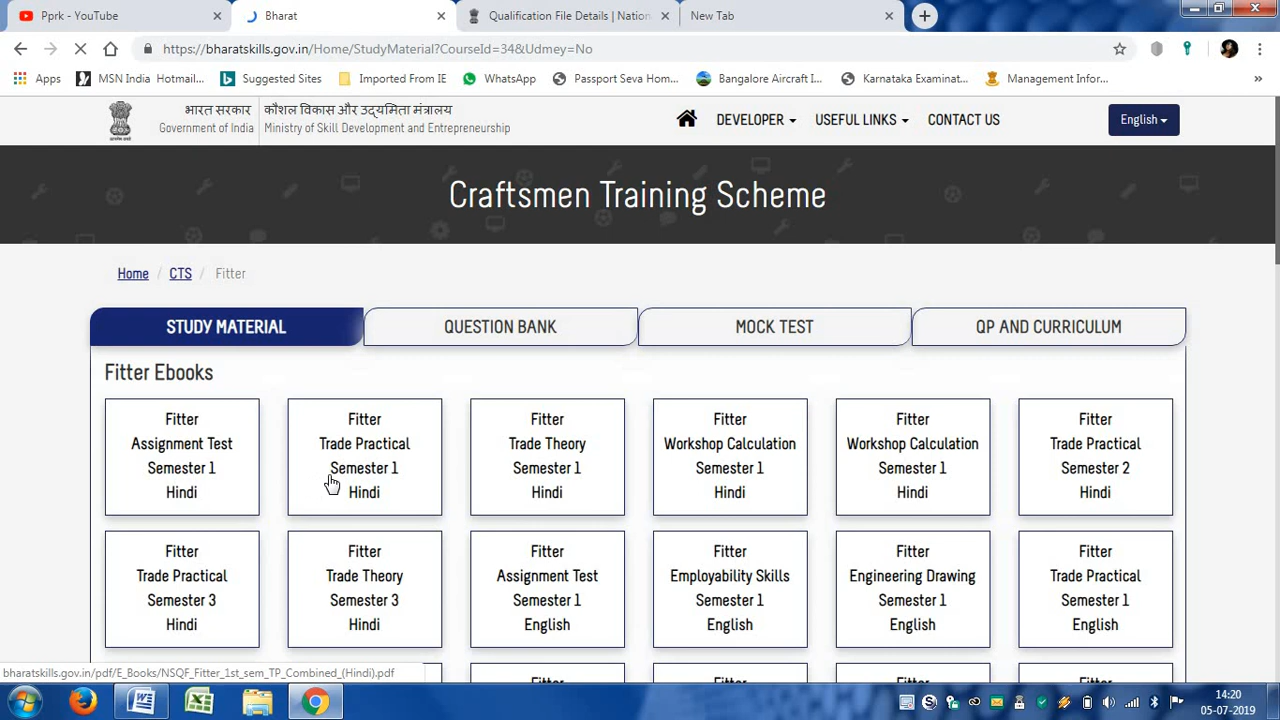 Pprk - YouTube
Bharat
Qualification File Details | Nation
New Tab
https://bharatskills.gov.in/Home/StudyMaterial?CourseId=34&Udmey=No
Apps
MSN India Hotmail...
Suggested Sites
Imported From IE
WhatsApp
Passport Seva Hom...
Bangalore Aircraft I...
Karnataka Examinat...
Management Infor...
»
भारत सरकार
Government of India
कौशल विकास और उद्यमिता मंत्रालय
Ministry of Skill Development and Entrepreneurship
DEVELOPER
USEFUL LINKS
CONTACT US
English
Craftsmen Training Scheme
Home / CTS / Fitter
STUDY MATERIAL
QUESTION BANK
MOCK TEST
QP AND CURRICULUM
Fitter Ebooks
Fitter
Assignment Test
Semester 1
Hindi
Fitter
Trade Practical
Semester 1
Hindi
Fitter
Trade Theory
Semester 1
Hindi
Fitter
Workshop Calculation
Semester 1
Hindi
Fitter
Workshop Calculation
Semester 1
Hindi
Fitter
Trade Practical
Semester 2
Hindi
Fitter
Trade Practical
Semester 3
Hindi
Fitter
Trade Theory
Semester 3
Hindi
Fitter
Assignment Test
Semester 1
English
Fitter
Employability Skills
Semester 1
English
Fitter
Engineering Drawing
Semester 1
English
Fitter
Trade Practical
Semester 1
English
bharatskills.gov.in/pdf/E_Books/NSQF_Fitter_1st_sem_TP_Combined_(Hindi).pdf
14:20
05-07-2019